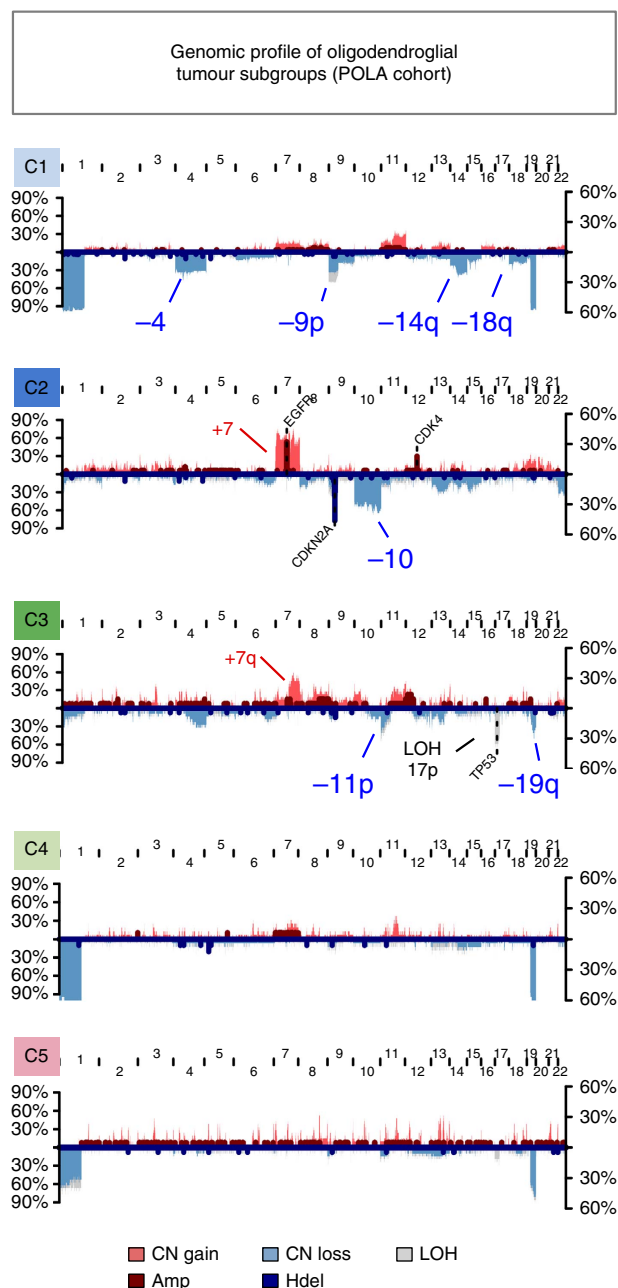 Genomic profile of oligodendroglial
tumour subgroups (POLA cohort)
C1
1 3 5 7 9 11 13 15 17 19 21
2 4 6 8 10 12 14 16 18 20 22
90% 60%
60%
30% 30%
30% 30%
60%
90% 60%
–4 –9p –14q –18q
C2
1 3 5 7 9 11 13 15 17 19 21
2 4 6 8 10 12 14 16 18 20 22
90% 60%
60%
30% 30%
30% 30%
60%
90% 60%
+7 EGFR CDK4
CDKN2A –10
C3
1 3 5 7 9 11 13 15 17 19 21
2 4 6 8 10 12 14 16 18 20 22
90% 60%
60%
30% 30%
30% 30%
60%
90% 60%
+7q
–11p LOH
17p TP53 –19q
C4
1 3 5 7 9 11 13 15 17 19 21
2 4 6 8 10 12 14 16 18 20 22
90% 60%
60%
30% 30%
30% 30%
60%
90% 60%
C5
1 3 5 7 9 11 13 15 17 19 21
2 4 6 8 10 12 14 16 18 20 22
90% 60%
60%
30% 30%
30% 30%
60%
90% 60%
CN gain CN loss LOH
Amp Hdel